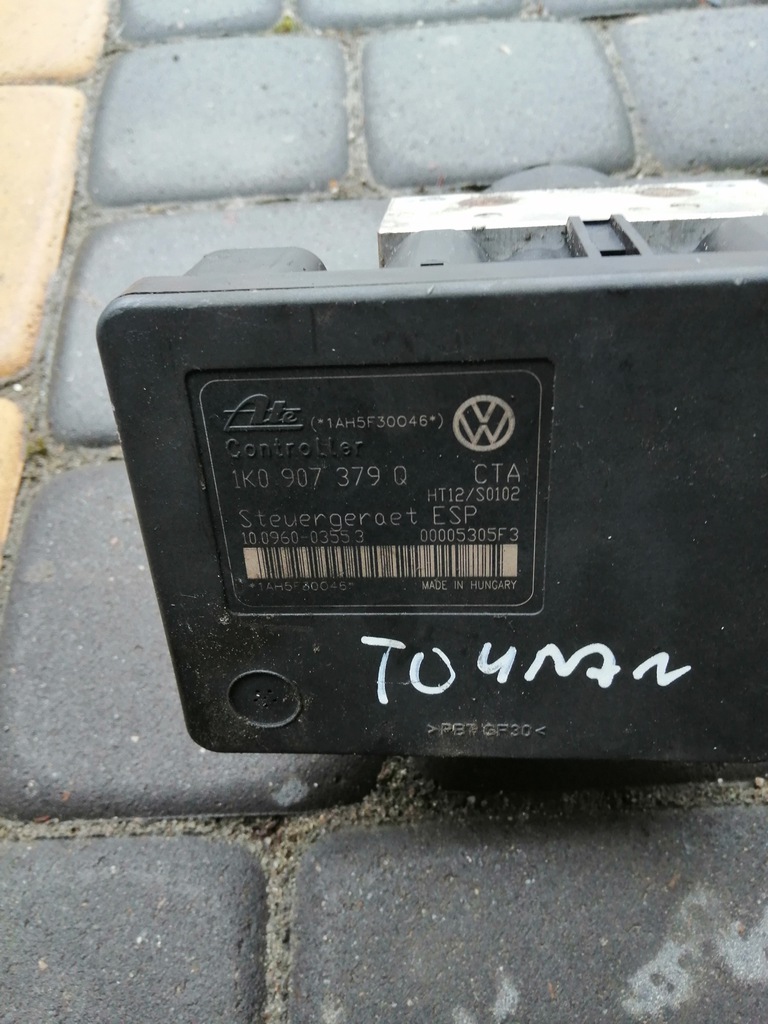 Ate (*1AH5F30046*)
Controller
1K0 907 379 Q CTA
HT12/S0102
Steuergeraet ESP
10.0960-0355.3 00005305F3
*1AH5F30046* MADE IN HUNGARY
TOURAN
>PBT GF30<